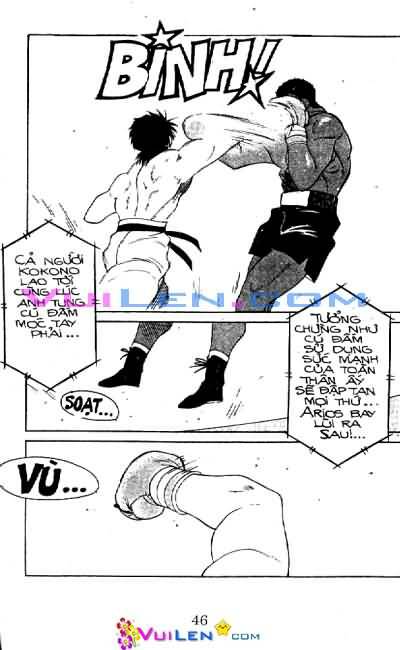 BINH!
CẢ NGƯỜI
KOKONO
LAO TỚI
CÙNG LÚC
ANH TUNG
CÚ ĐẤM
MÓC TAY
PHẢI...
VUILEN.COM
TƯỞNG
CHỪNG NHƯ
CÚ ĐẤM
SỬ DỤNG
SỨC MẠNH
CỦA TOÀN
THÂN ẤY
SẼ ĐẬP TAN
MỌI THỨ...
ARIOS BAY
LÙI RA
SAU!...
SOẠT...
VÙ...
46
VUILEN.COM